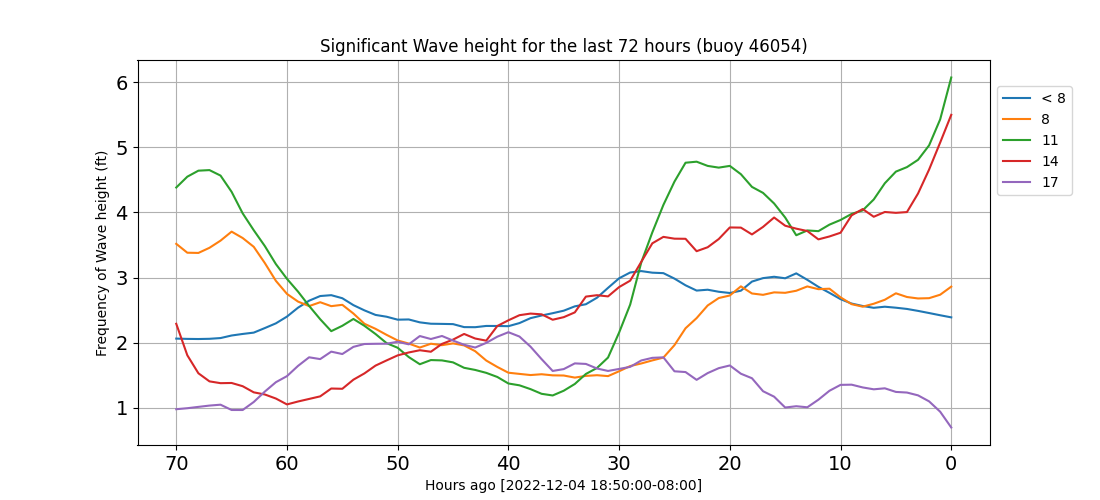 Significant Wave height for the last 72 hours (buoy 46054)
Frequency of Wave height (ft)
6
5
4
3
2
1
70 60 50 40 30 20 10 0
Hours ago [2022-12-04 18:50:00-08:00]
< 8
8
11
14
17